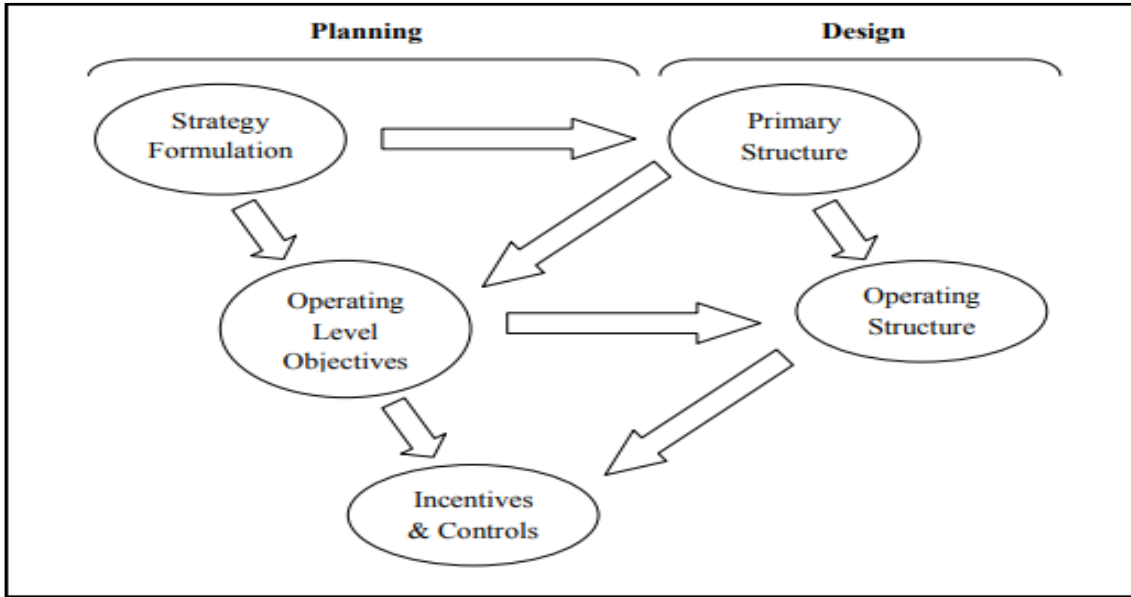 Planning
Design
Strategy
Formulation
Primary
Structure
Operating
Level
Objectives
Operating
Structure
Incentives
& Controls